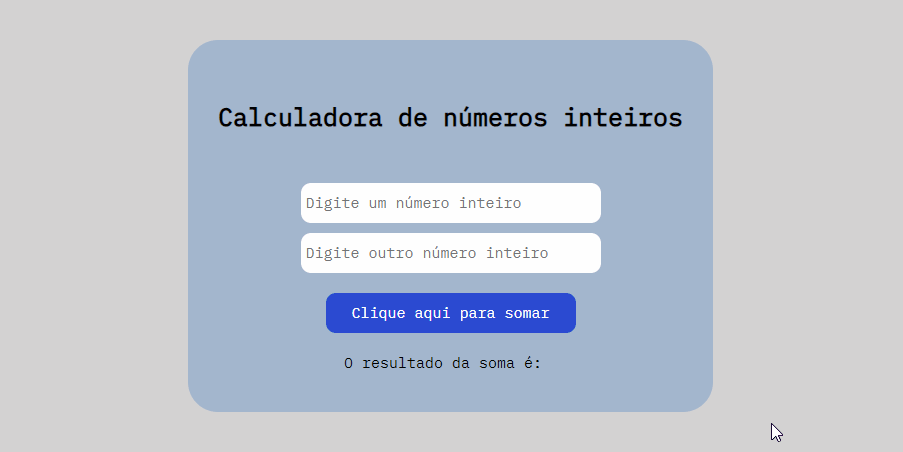 Calculadora de números inteiros
Digite um número inteiro
Digite outro número inteiro
Clique aqui para somar
O resultado da soma é: